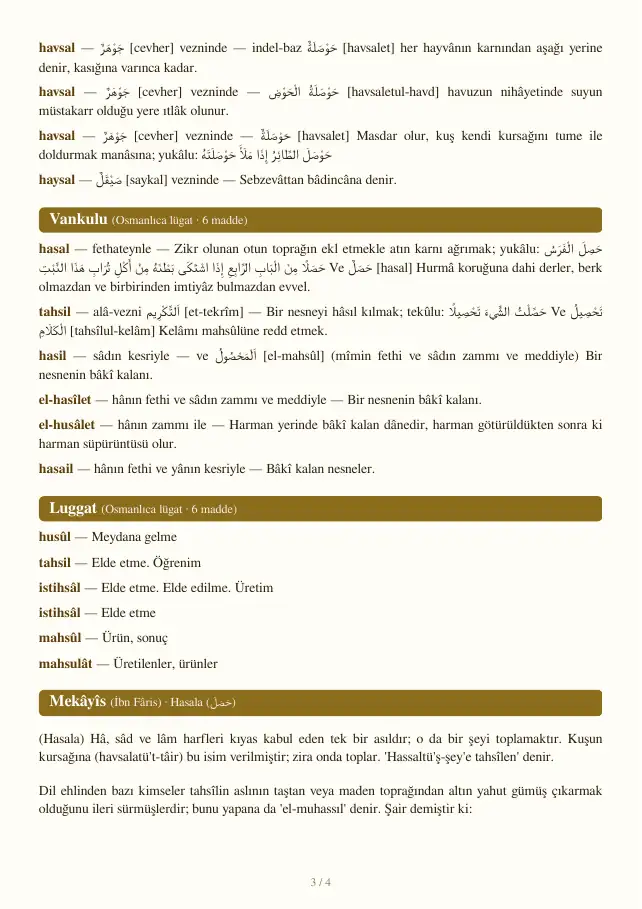 havsal — جَوْهَرٌ [cevher] vezninde — indel-baz حَوْصَلَةٌ [havsalet] her hayvânın karnından aşağı yerine
denir, kasığına varınca kadar.
havsal — جَوْهَرٌ [cevher] vezninde — حَوْصَلَةُ الْحَوْضِ [havsaletul-havd] havuzun nihâyetinde suyun
müstakarr olduğu yere ıtlâk olunur.
havsal — جَوْهَرٌ [cevher] vezninde — حَوْصَلَةٌ [havsalet] Masdar olur, kuş kendi kursağını tume ile
doldurmak manâsına; yukâlu: حَوْصَلَ الطَّائِرُ إِذَا مَلَأَ حَوْصَلَتَهُ
haysal — صَيْقَلٌ [saykal] vezninde — Sebzevâttan bâdincâna denir.
Vankulu (Osmanlıca lügat · 6 madde)
hasal — fethateynle — Zikr olunan otun toprağın ekl etmekle atın karnı ağrımak; yukâlu: حَصِلَ الْفَرَسُ
حَصَلًا مِن الْبَابِ الرَّابِعِ إِذَا اشْتَكَى بَطْنَهُ مِنْ أَكْلِ تُرَابِ هَذَا النَّبْتِ Ve حَصَلٌ [hasal] Hurmâ koruğuna dahi derler, berk
olmazdan ve birbirinden imtiyâz bulmazdan evvel.
tahsil — alâ-vezni اَلتَّكْرِيم [et-tekrîm] — Bir nesneyi hâsıl kılmak; tekûlu: حَصَّلْتُ الشَّيءَ تَحْصِيلًا Ve تَحْصِيلُ
الْكَلَامِ [tahsîlul-kelâm] Kelâmı mahsûlüne redd etmek.
hasil — sâdın kesriyle — ve اَلْمَحْصُولُ [el-mahsûl] (mîmin fethi ve sâdın zammı ve meddiyle) Bir
nesnenin bâkî kalanı.
el-hasîlet — hânın fethi ve sâdın zammı ve meddiyle — Bir nesnenin bâkî kalanı.
el-husâlet — hânın zammı ile — Harman yerinde bâkî kalan dânedir, harman götürüldükten sonra ki
harman süpürüntüsü olur.
hasail — hânın fethi ve yânın kesriyle — Bâkî kalan nesneler.
Luggat (Osmanlıca lügat · 6 madde)
husûl — Meydana gelme
tahsil — Elde etme. Öğrenim
istihsâl — Elde etme. Elde edilme. Üretim
istihsâl — Elde etme
mahsûl — Ürün, sonuç
mahsulât — Üretilenler, ürünler
Mekâyîs (İbn Fâris) · Hasala (حَصَلَ)
(Hasala) Hâ, sâd ve lâm harfleri kıyas kabul eden tek bir asıldır; o da bir şeyi toplamaktır. Kuşun
kursağına (havsalatü't-tâir) bu isim verilmiştir; zira onda toplar. 'Hassaltü'ş-şey'e tahsîlen' denir.
Dil ehlinden bazı kimseler tahsîlin aslının taştan veya maden toprağından altın yahut gümüş çıkarmak
olduğunu ileri sürmüşlerdir; bunu yapana da 'el-muhassıl' denir. Şair demiştir ki:
3 / 4